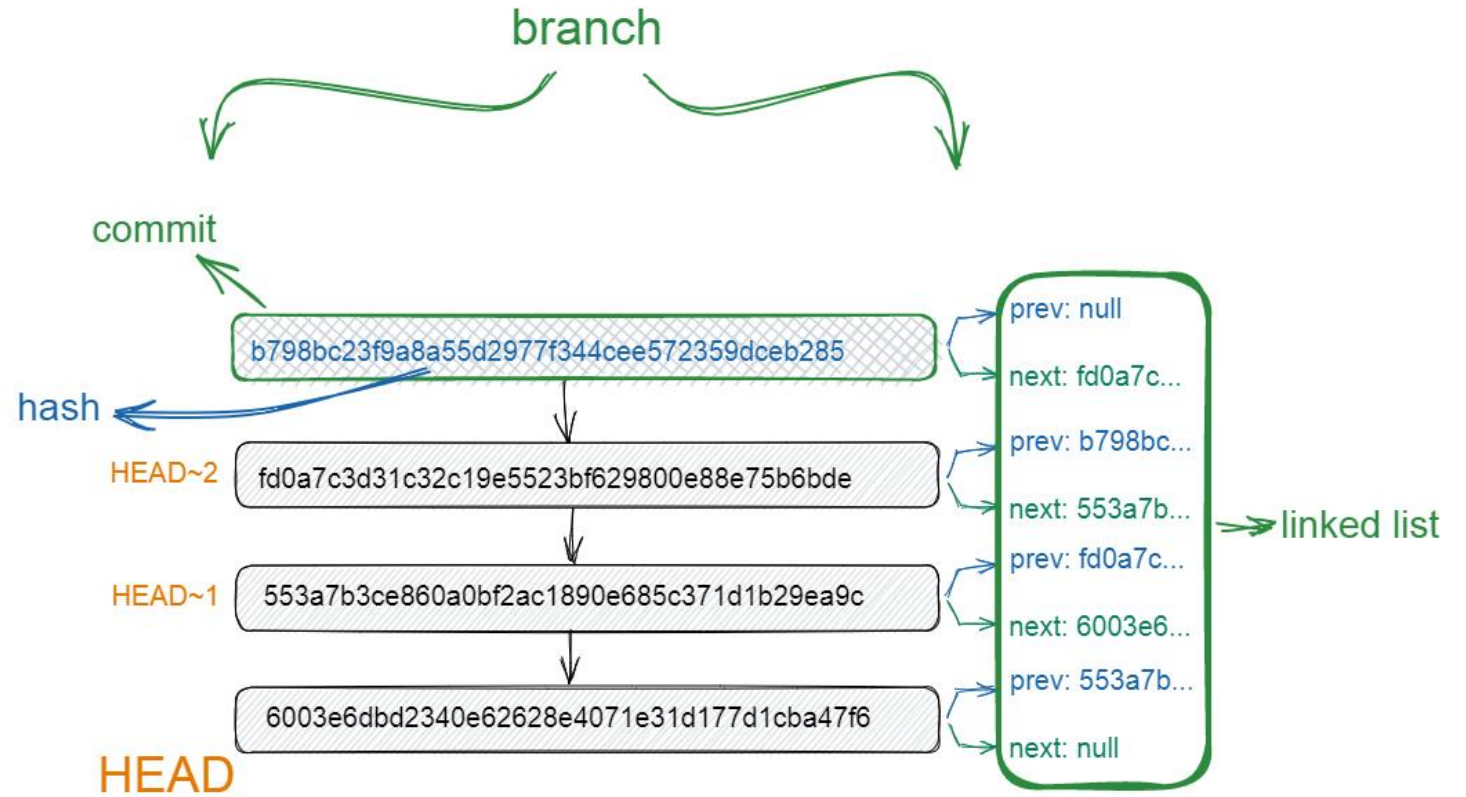 branch
commit
prev: null
b798bc23f9a8a55d2977f344cee572359dceb285
next: fd0a7c...
hash
prev: b798bc...
HEAD~2
fd0a7c3d31c32c19e5523bf629800e88e75b6bde
next: 553a7b...
linked list
prev: fd0a7c...
HEAD~1
553a7b3ce860a0bf2ac1890e685c371d1b29ea9c
next: 6003e6...
prev: 553a7b...
6003e6dbd2340e62628e4071e31d177d1cba47f6
next: null
HEAD